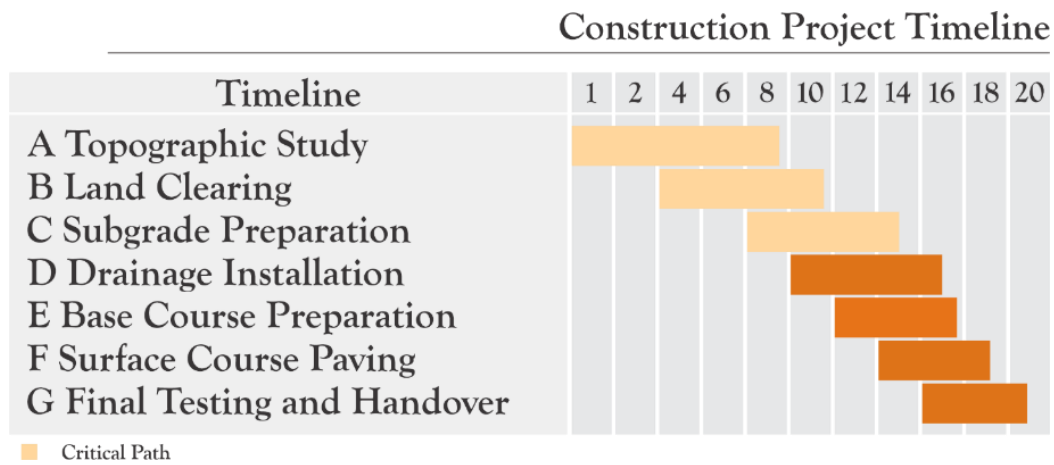 Construction Project Timeline
Timeline 1 2 4 6 8 10 12 14 16 18 20
A Topographic Study
B Land Clearing
C Subgrade Preparation
D Drainage Installation
E Base Course Preparation
F Surface Course Paving
G Final Testing and Handover
Critical Path